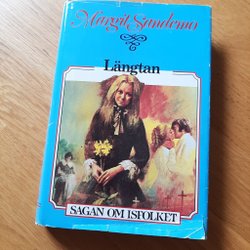 Margit Sandemo
Längtan
SAGAN OM ISFOLKET